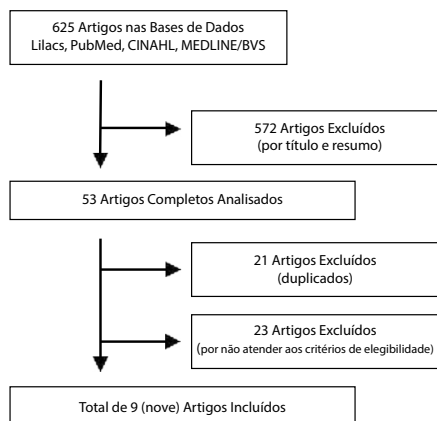 625 Artigos nas Bases de Dados
Lilacs, PubMed, CINAHL, MEDLINE/BVS
572 Artigos Excluídos
(por título e resumo)
53 Artigos Completos Analisados
21 Artigos Excluídos
(duplicados)
23 Artigos Excluídos
(por não atender aos critérios de elegibilidade)
Total de 9 (nove) Artigos Incluídos